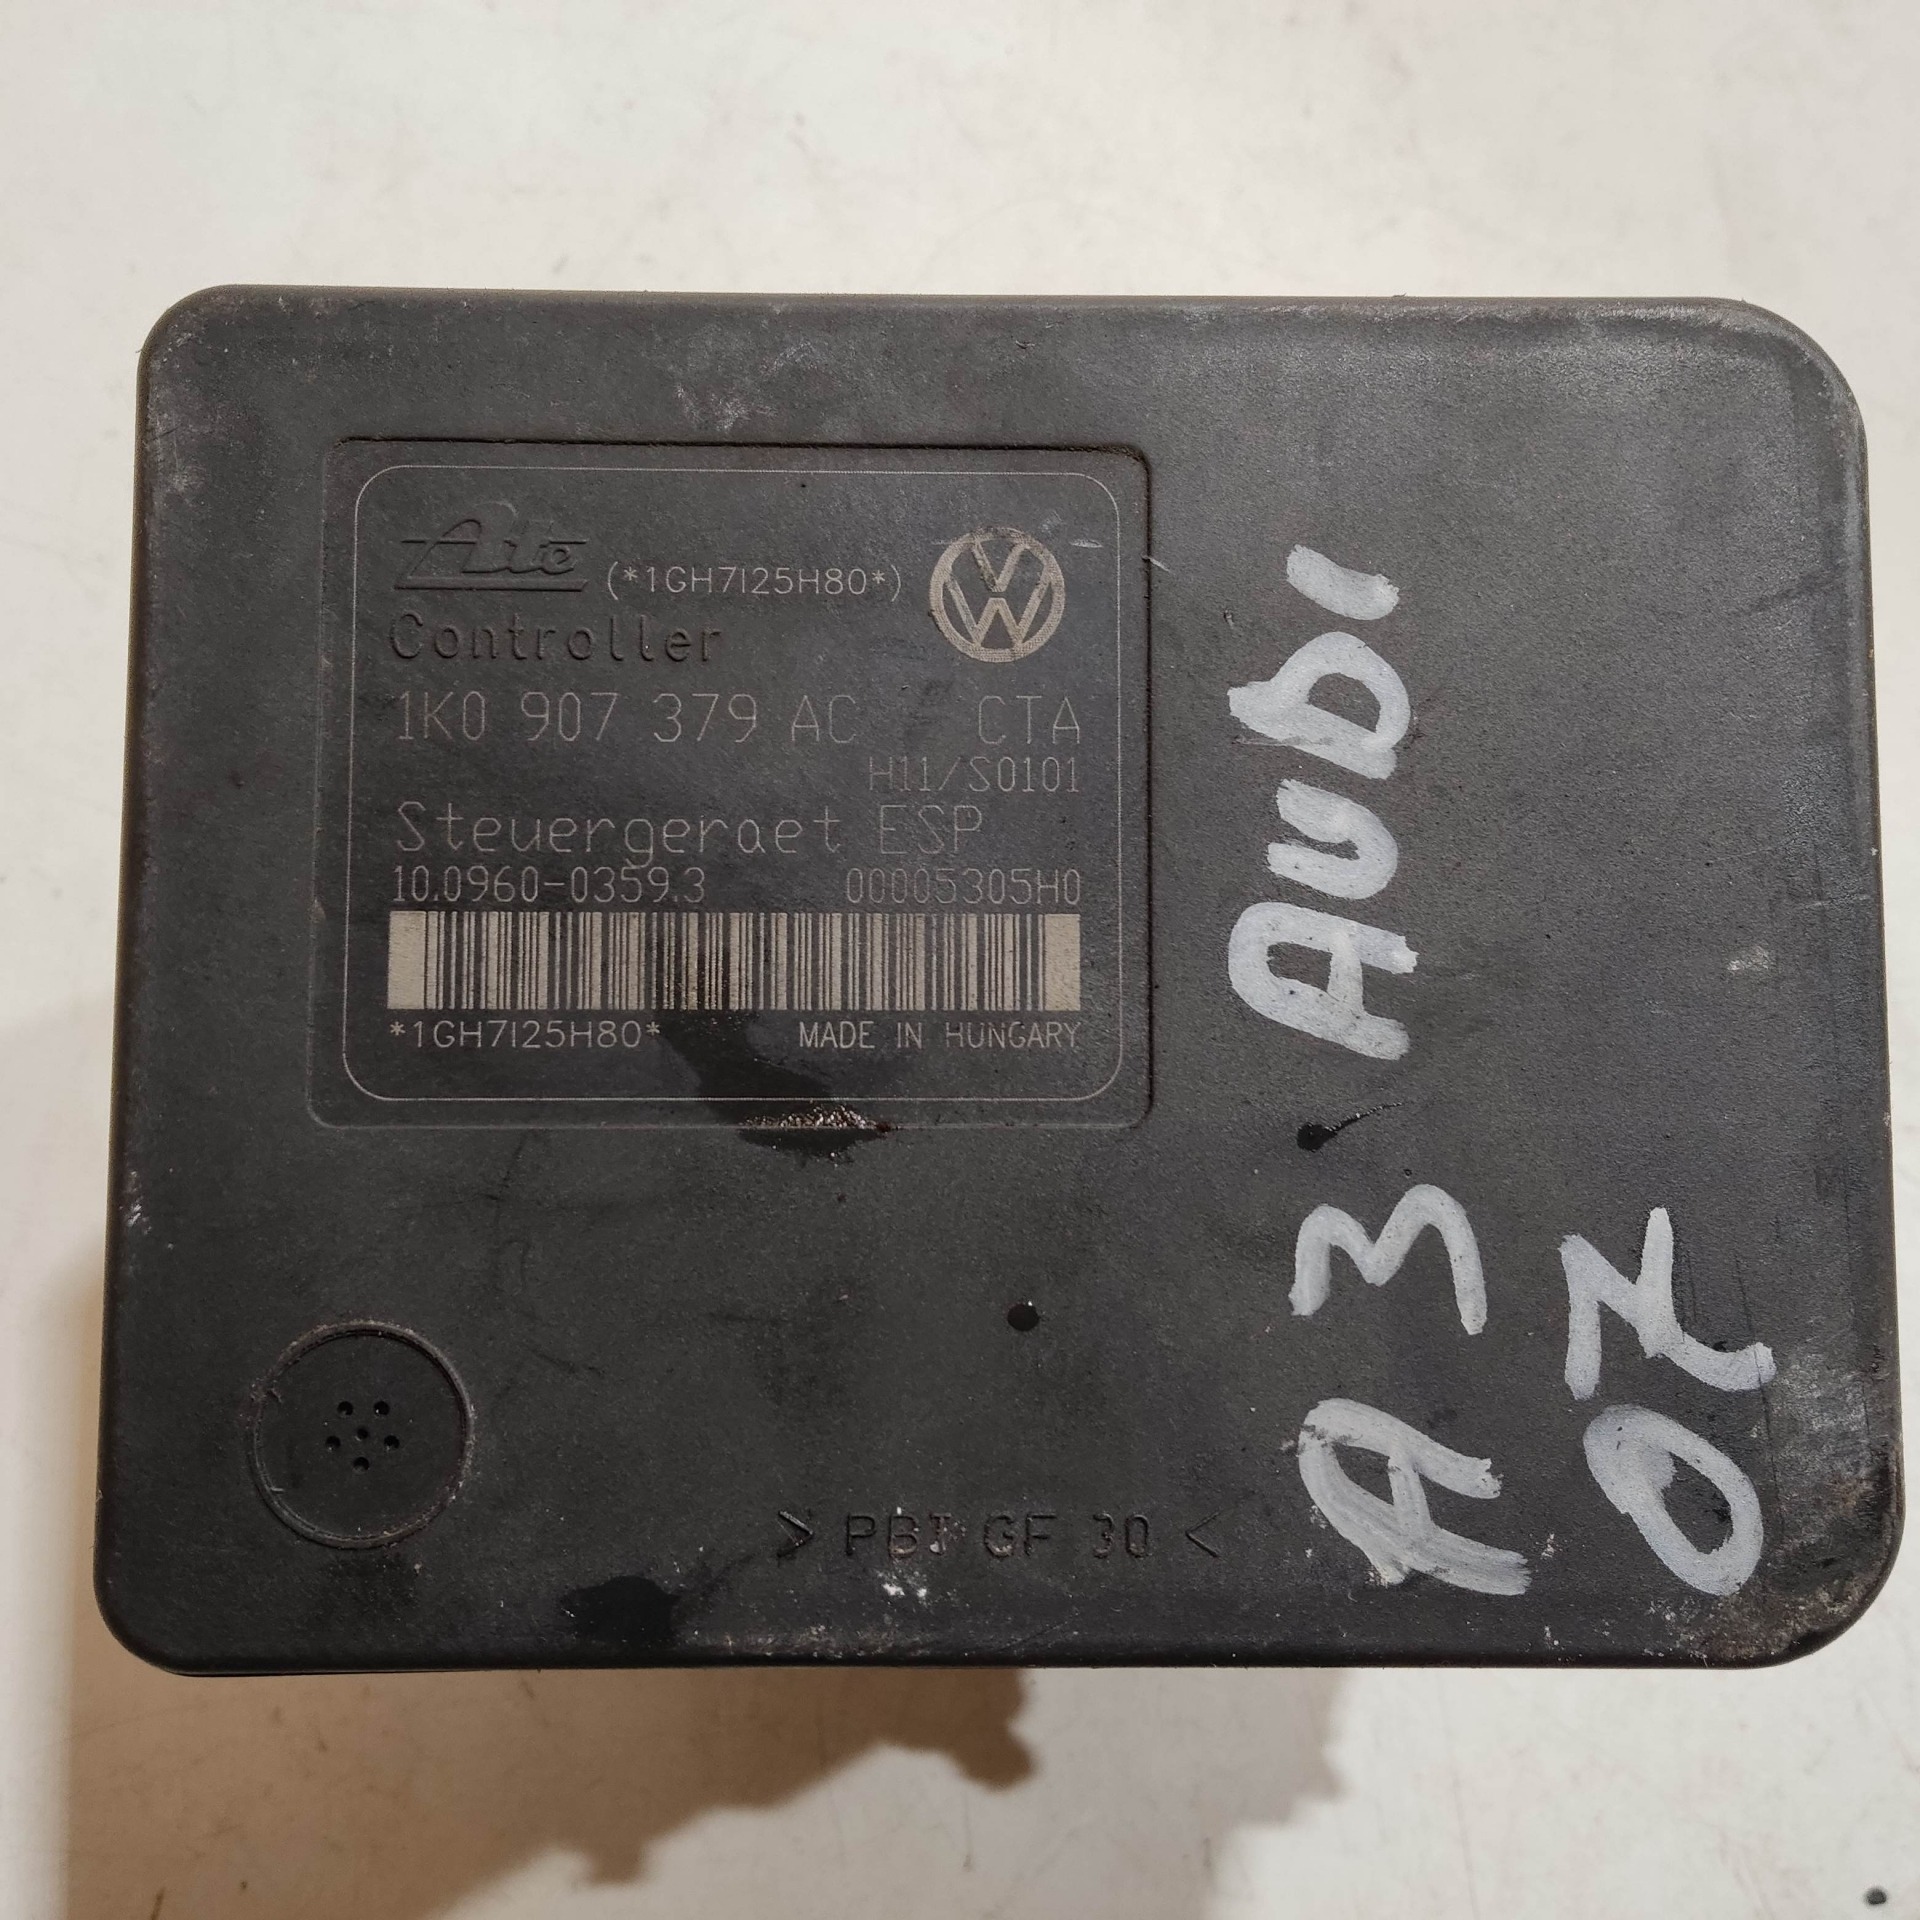 Ate (*1GH7I25H80*)
VW
Controller
1K0 907 379 AC CTA
H11/S0101
Steuergeraet ESP
10.0960-0359.3 00005305H0
*1GH7I25H80* MADE IN HUNGARY
> PBT GF 30 <
A3 AUDI
07